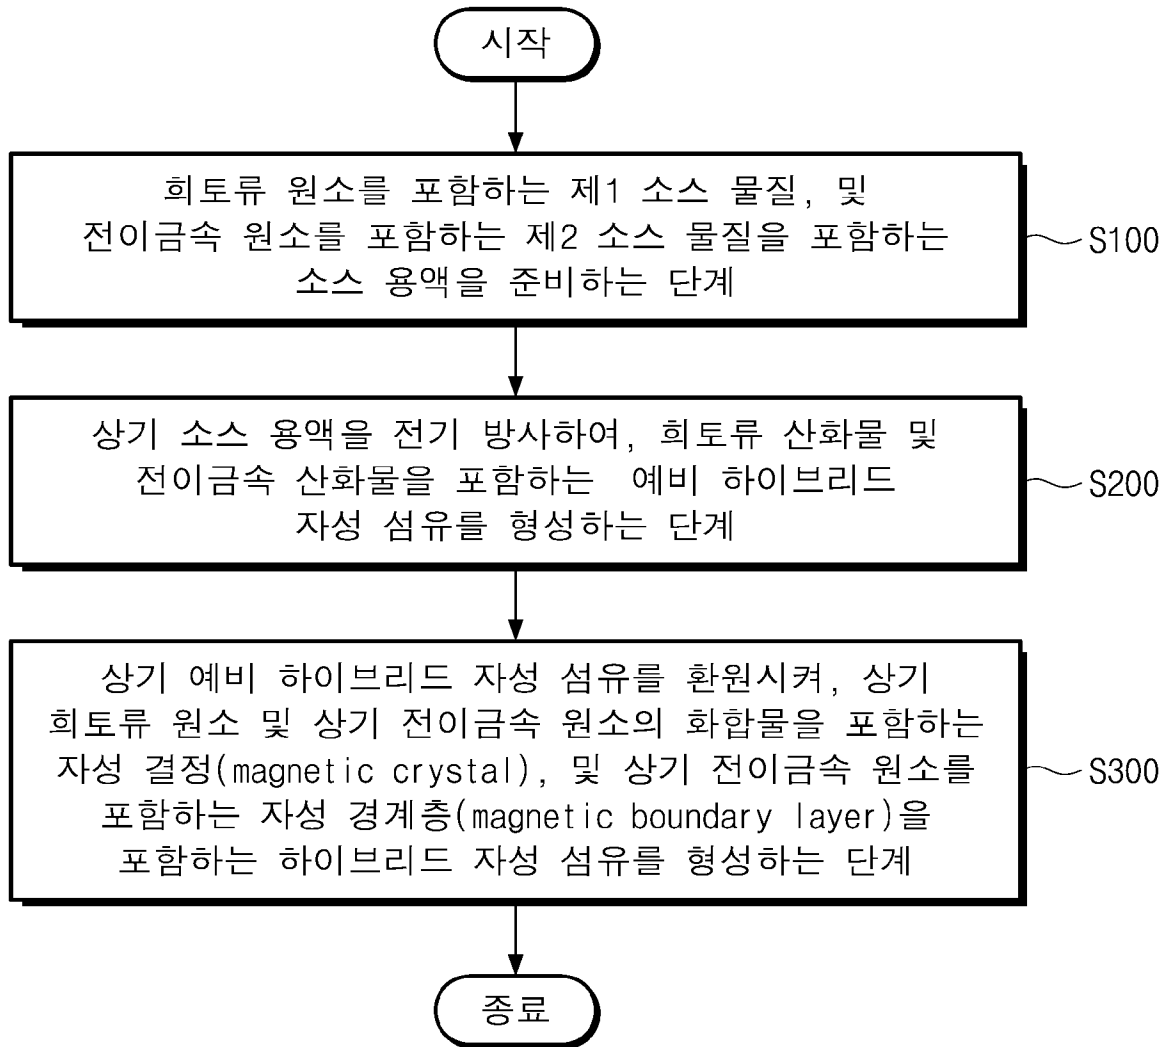 시작
희토류 원소를 포함하는 제1 소스 물질, 및
전이금속 원소를 포함하는 제2 소스 물질을 포함하는
소스 용액을 준비하는 단계
S100
상기 소스 용액을 전기 방사하여, 희토류 산화물 및
전이금속 산화물을 포함하는 예비 하이브리드
자성 섬유를 형성하는 단계
S200
상기 예비 하이브리드 자성 섬유를 환원시켜, 상기
희토류 원소 및 상기 전이금속 원소의 화합물을 포함하는
자성 결정(magnetic crystal), 및 상기 전이금속 원소를
포함하는 자성 경계층(magnetic boundary layer)을
포함하는 하이브리드 자성 섬유를 형성하는 단계
S300
종료